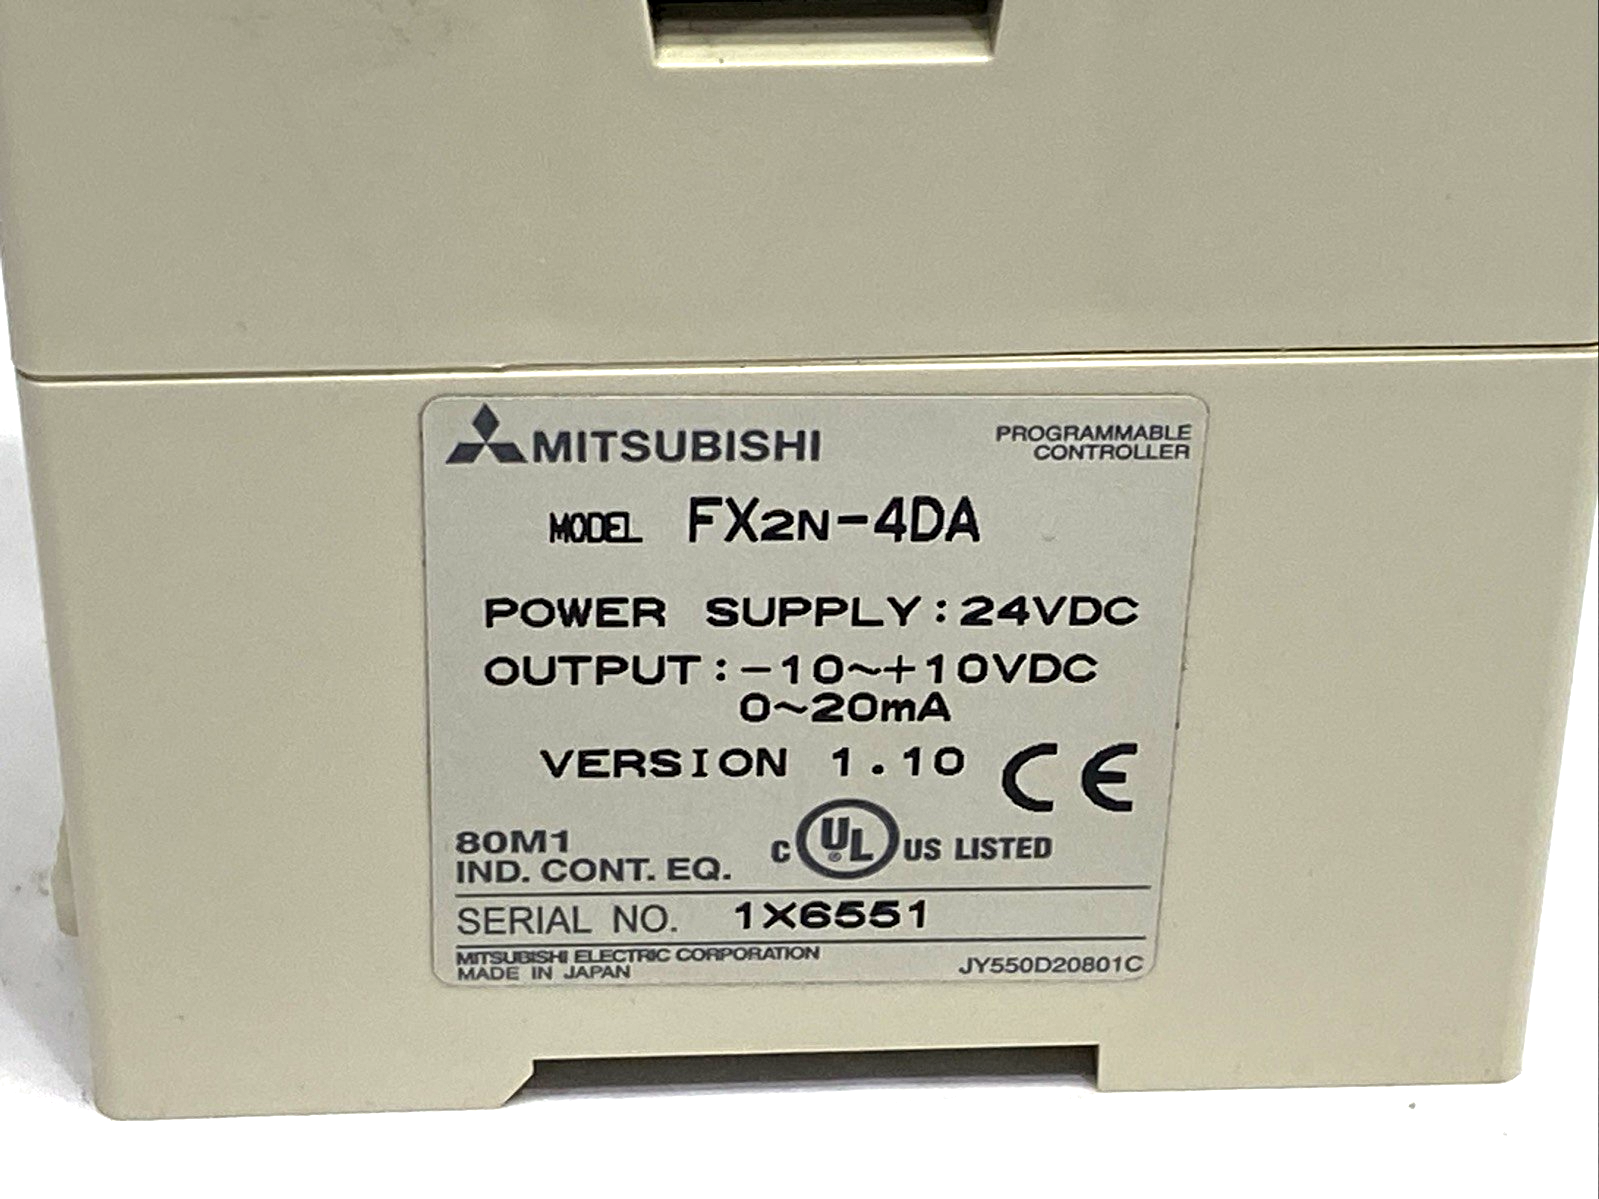 MITSUBISHI
PROGRAMMABLE
CONTROLLER
MODEL FX2N-4DA
POWER SUPPLY:24VDC
OUTPUT:-10~+10VDC
0~20mA
VERSION 1.10 CE
80M1
IND. CONT. EQ.
C UL ® US LISTED
SERIAL NO. 1X6551
MITSUBISHI ELECTRIC CORPORATION
MADE IN JAPAN
JY550D20801C